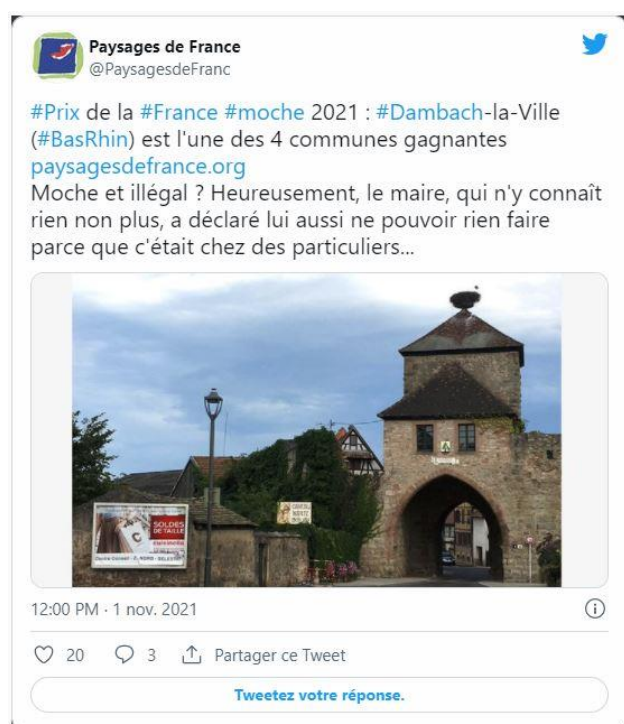 Paysages de France
@PaysagesdeFranc
#Prix de la #France #moche 2021 : #Dambach-la-Ville
(#BasRhin) est l'une des 4 communes gagnantes
paysagesdefrance.org
Moche et illégal ? Heureusement, le maire, qui n'y connaît
rien non plus, a déclaré lui aussi ne pouvoir rien faire
parce que c'était chez des particuliers...
SOLDES
DE TAILLE
12:00 PM · 1 nov. 2021
20
3
Partager ce Tweet
Tweetez votre réponse.